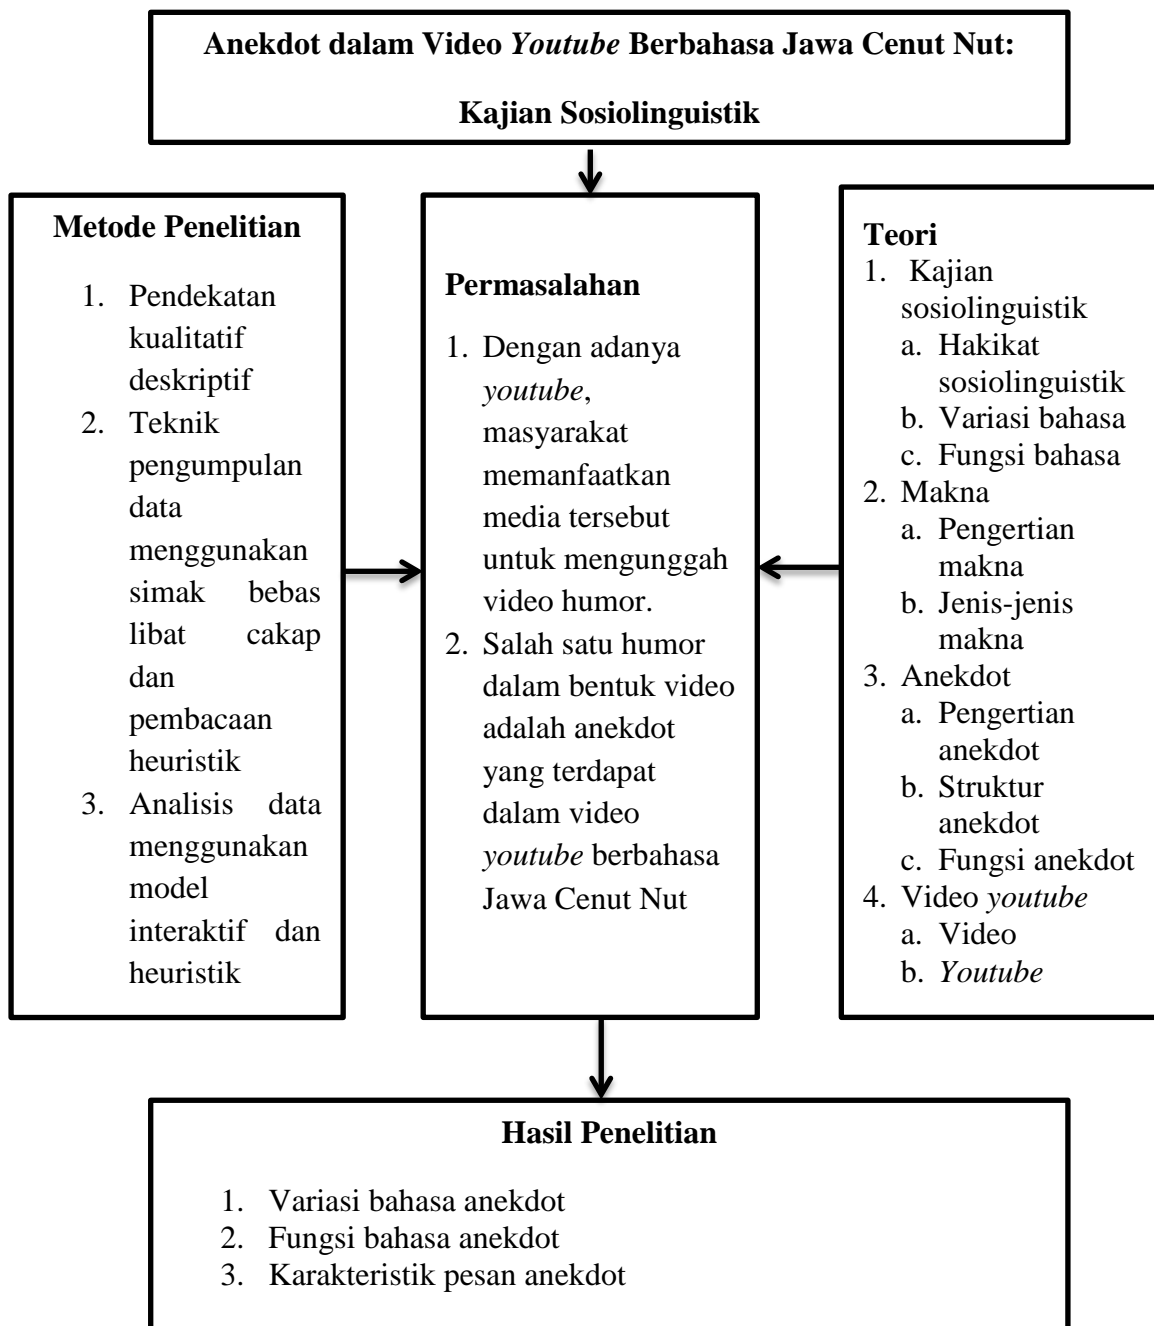 Anekdot dalam Video Youtube Berbahasa Jawa Cenut Nut:
Kajian Sosiolinguistik
Metode Penelitian
1. Pendekatan
kualitatif
deskriptif
2. Teknik
pengumpulan
data
menggunakan
simak bebas
libat cakap
dan
pembacaan
heuristik
3. Analisis data
menggunakan
model
interaktif dan
heuristik
Permasalahan
1. Dengan adanya
youtube,
masyarakat
memanfaatkan
media tersebut
untuk mengunggah
video humor.
2. Salah satu humor
dalam bentuk video
adalah anekdot
yang terdapat
dalam video
youtube berbahasa
Jawa Cenut Nut
Teori
1. Kajian
sosiolinguistik
a. Hakikat
sosiolinguistik
b. Variasi bahasa
c. Fungsi bahasa
2. Makna
a. Pengertian
makna
b. Jenis-jenis
makna
3. Anekdot
a. Pengertian
anekdot
b. Struktur
anekdot
c. Fungsi anekdot
4. Video youtube
a. Video
b. Youtube
Hasil Penelitian
1. Variasi bahasa anekdot
2. Fungsi bahasa anekdot
3. Karakteristik pesan anekdot